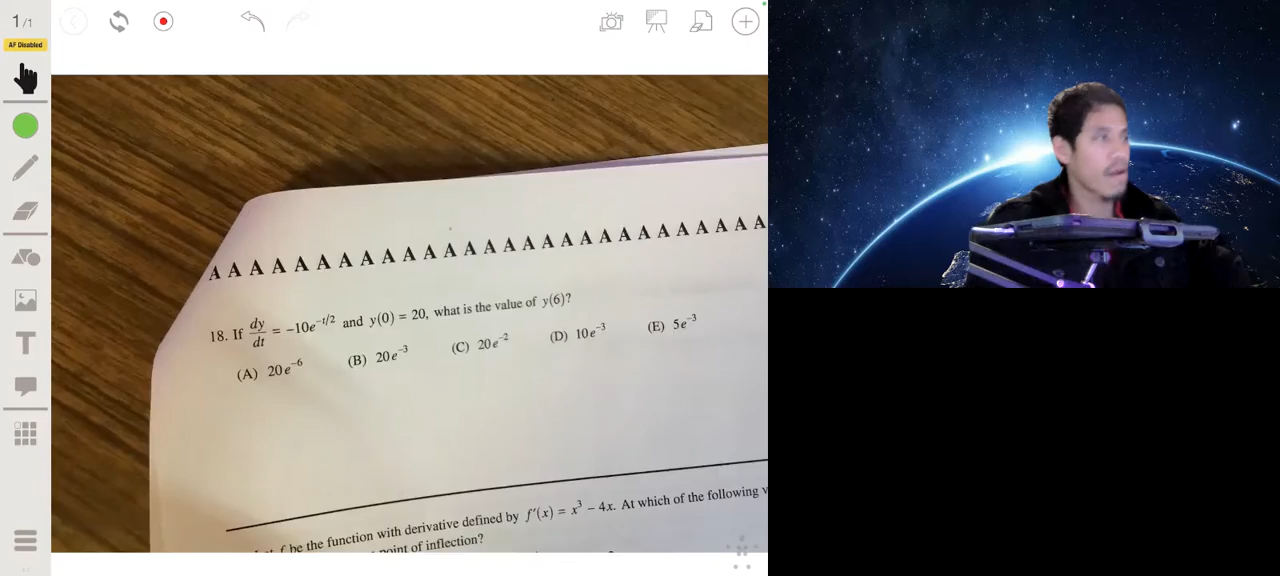 1/1
AF Disabled
A A A A A A A A A A A A A A A A A A A A A A A A A A A A
18. If dy/dt = −10e^{−t/2} and y(0) = 20, what is the value of y(6)?
(A) 20e^{−6} (B) 20e^{−3} (C) 20e^{−2} (D) 10e^{−3} (E) 5e^{−3}
f be the function with derivative defined by f′(x) = x³ − 4x. At which of the following
point of inflection?
T